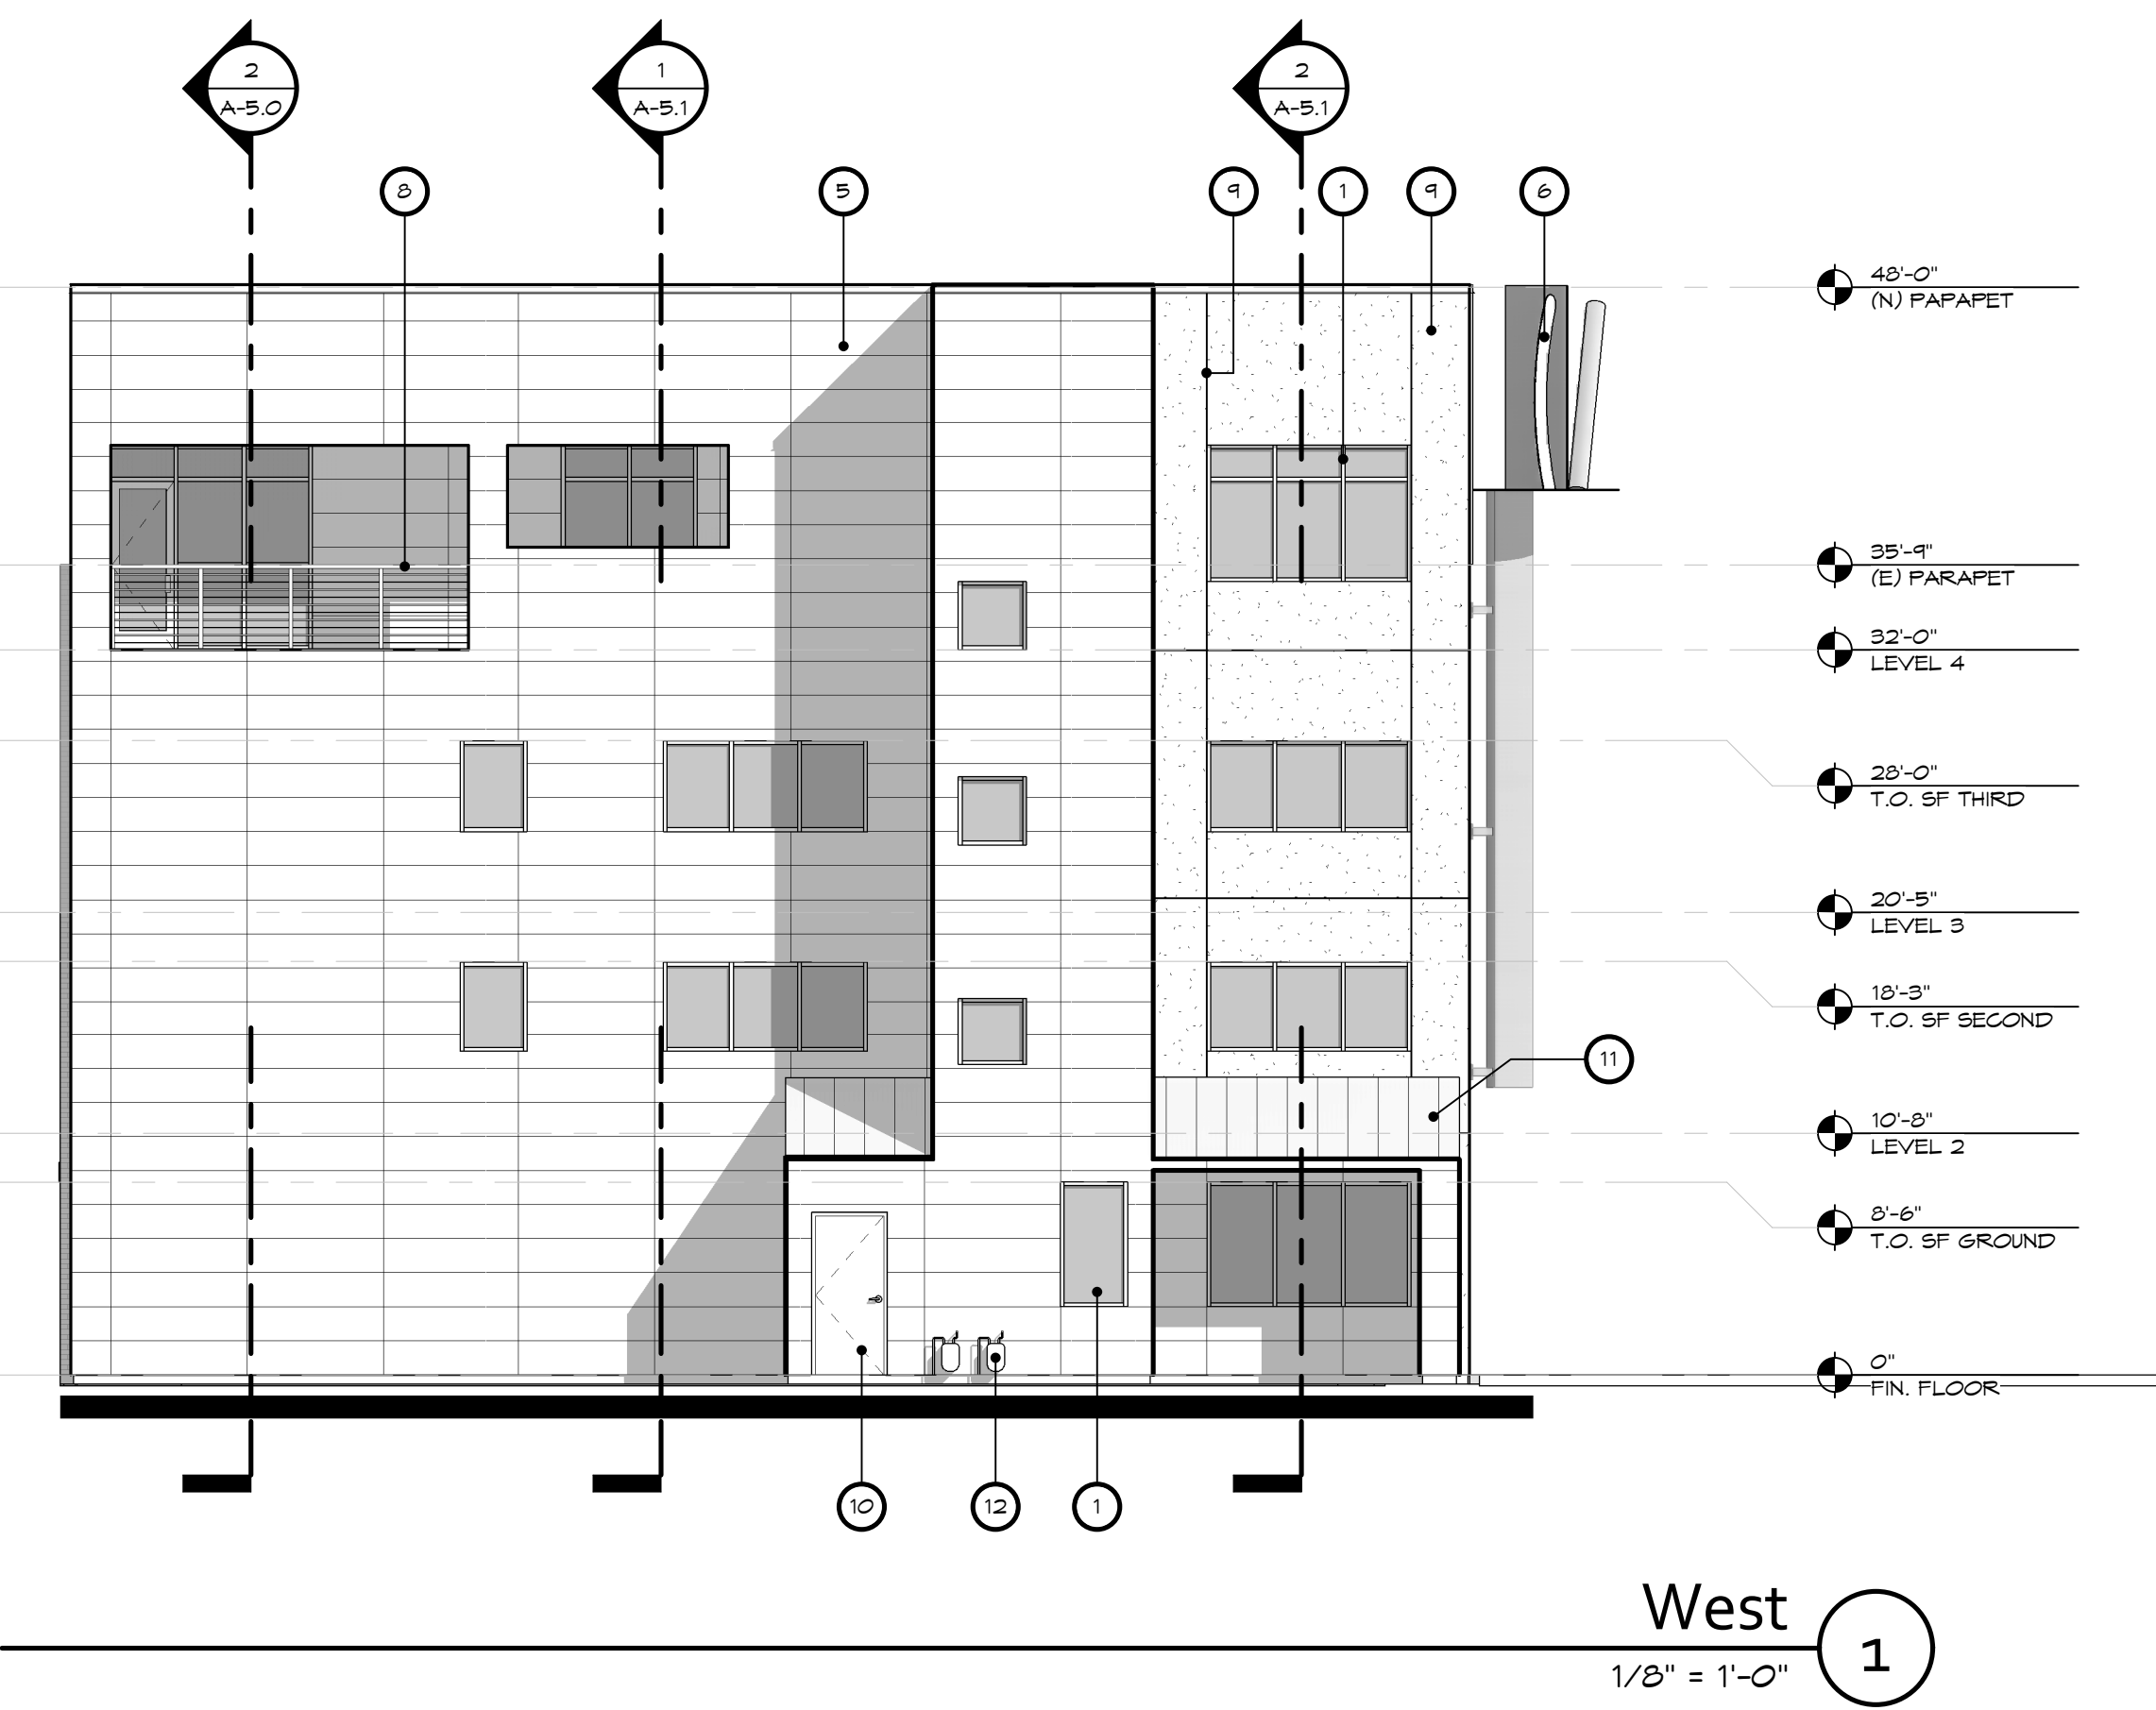 2
A-5.0
1
A-5.1
2
A-5.1
8
5
9
1
9
6
48'-0"
(N) PAPAPET
35'-9"
(E) PARAPET
32'-0"
LEVEL 4
28'-0"
T.O. SF THIRD
20'-5"
LEVEL 3
18'-3"
T.O. SF SECOND
11
10'-8"
LEVEL 2
8'-6"
T.O. SF GROUND
0"
FIN. FLOOR
10
12
1
West
1
1/8" = 1'-0"